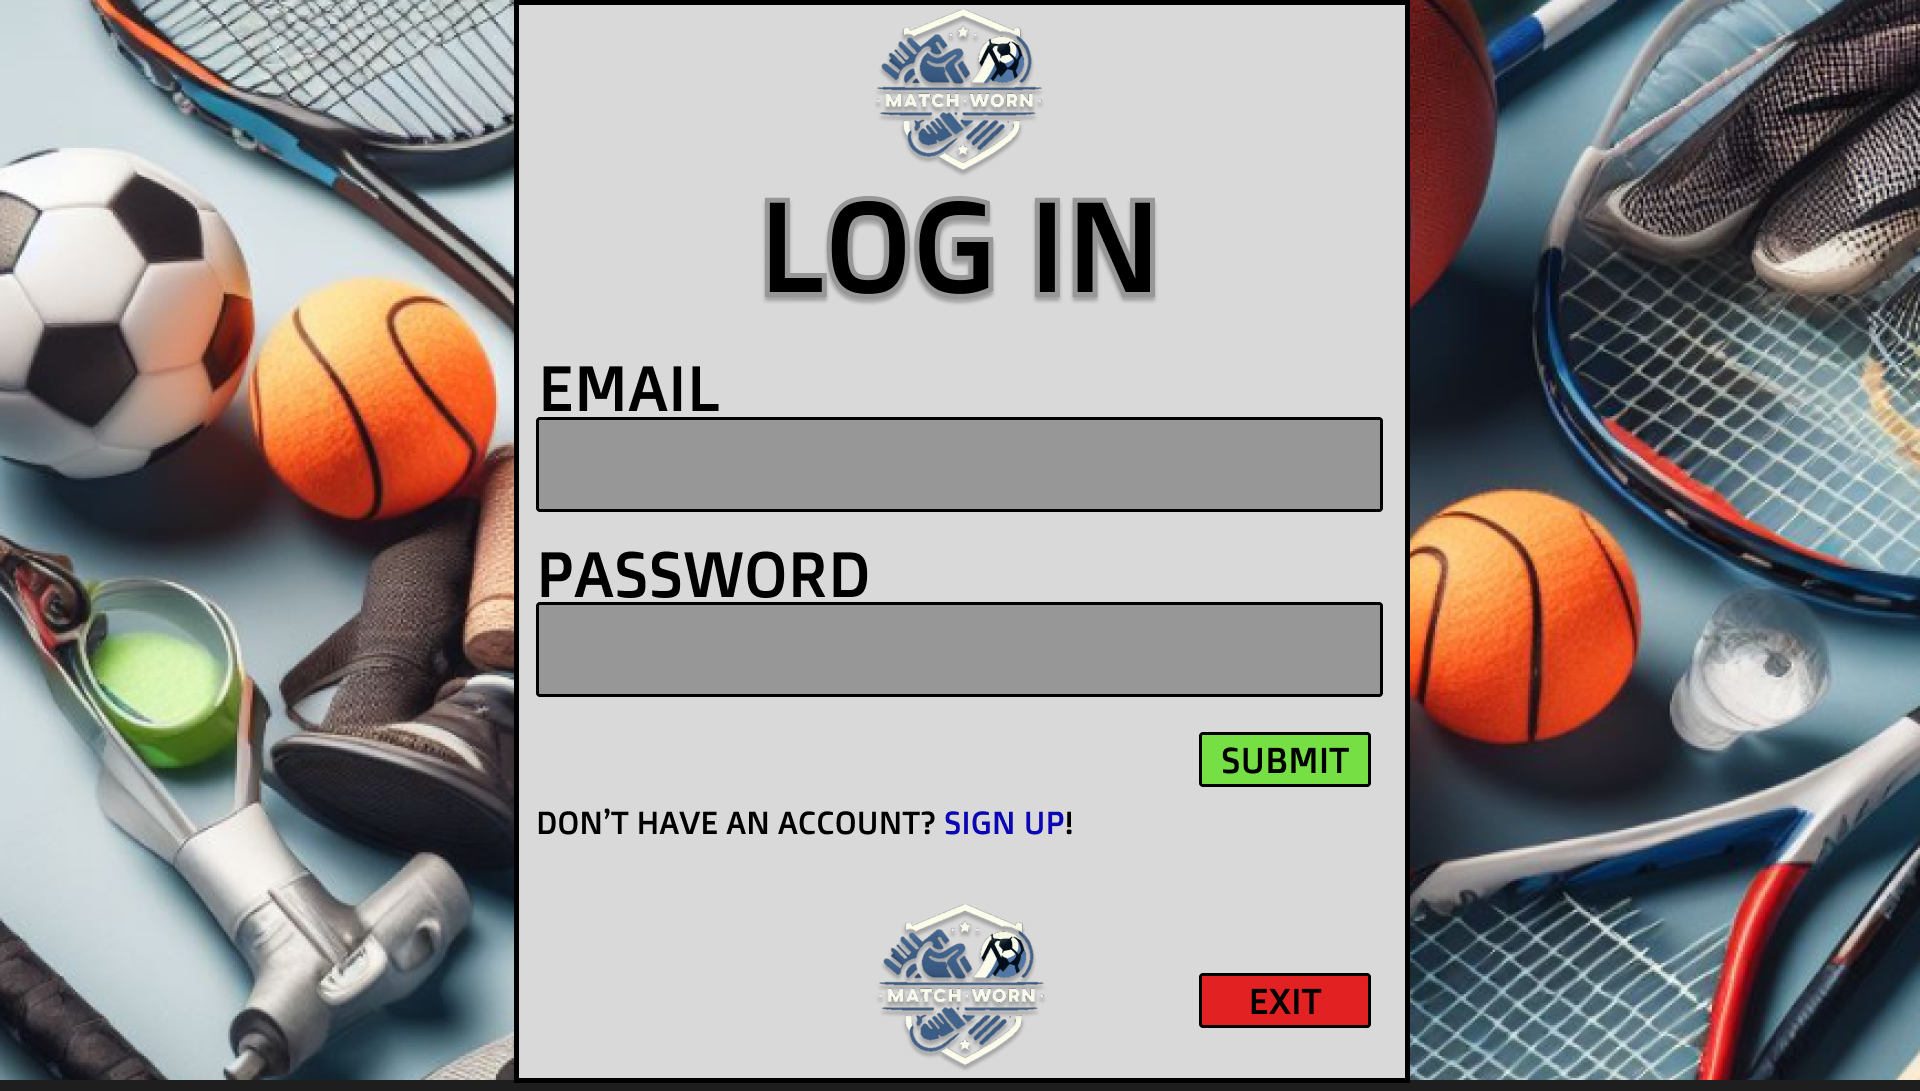 MATCH·WORN
LOG IN
EMAIL
PASSWORD
SUBMIT
DON’T HAVE AN ACCOUNT? SIGN UP!
MATCH·WORN
EXIT